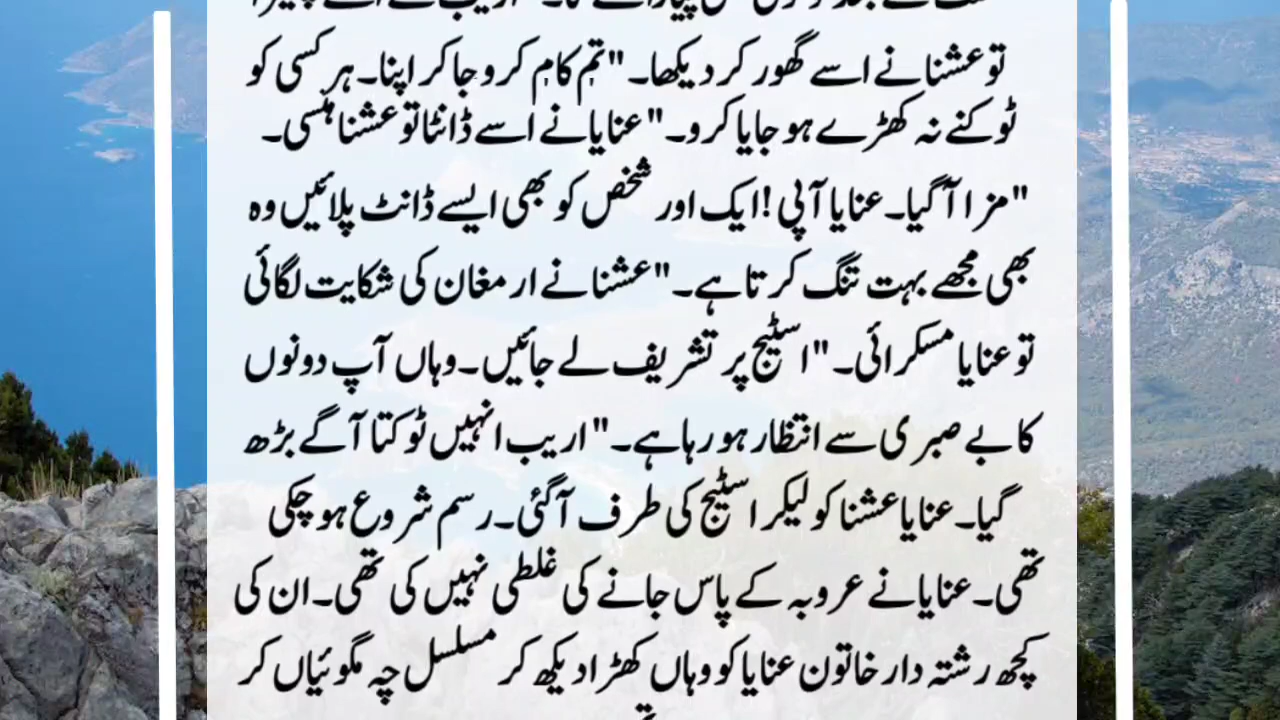 تو عشنا نے اسے گھور کر دیکھا۔ "تم کام کرو جا کر اپنا۔ ہر کسی کو
ٹوکنے نہ کھڑے ہو جایا کرو۔" عنایا نے اسے ڈانٹا تو عشنا ہنسی۔
"مزا آ گیا۔ عنایا آپی! ایک اور شخص کو بھی ایسے ڈانٹ پلائیں وہ
بھی مجھے بہت تنگ کرتا ہے۔" عشنا نے ارمغان کی شکایت لگائی
تو عنایا مسکرائی۔ "اسٹیج پر تشریف لے جائیں۔ وہاں آپ دونوں
کا بے صبری سے انتظار ہو رہا ہے۔" اریب انہیں ٹوکتا آگے بڑھ
گیا۔ عنایا عشنا کو لیکر اسٹیج کی طرف آ گئی۔ رسم شروع ہو چکی
تھی۔ عنایا نے عروبہ کے پاس جانے کی غلطی نہیں کی تھی۔ ان کی
کچھ رشتہ دار خاتون عنایا کو وہاں کھڑا دیکھ کر مسلسل چہ مگوئیاں کر